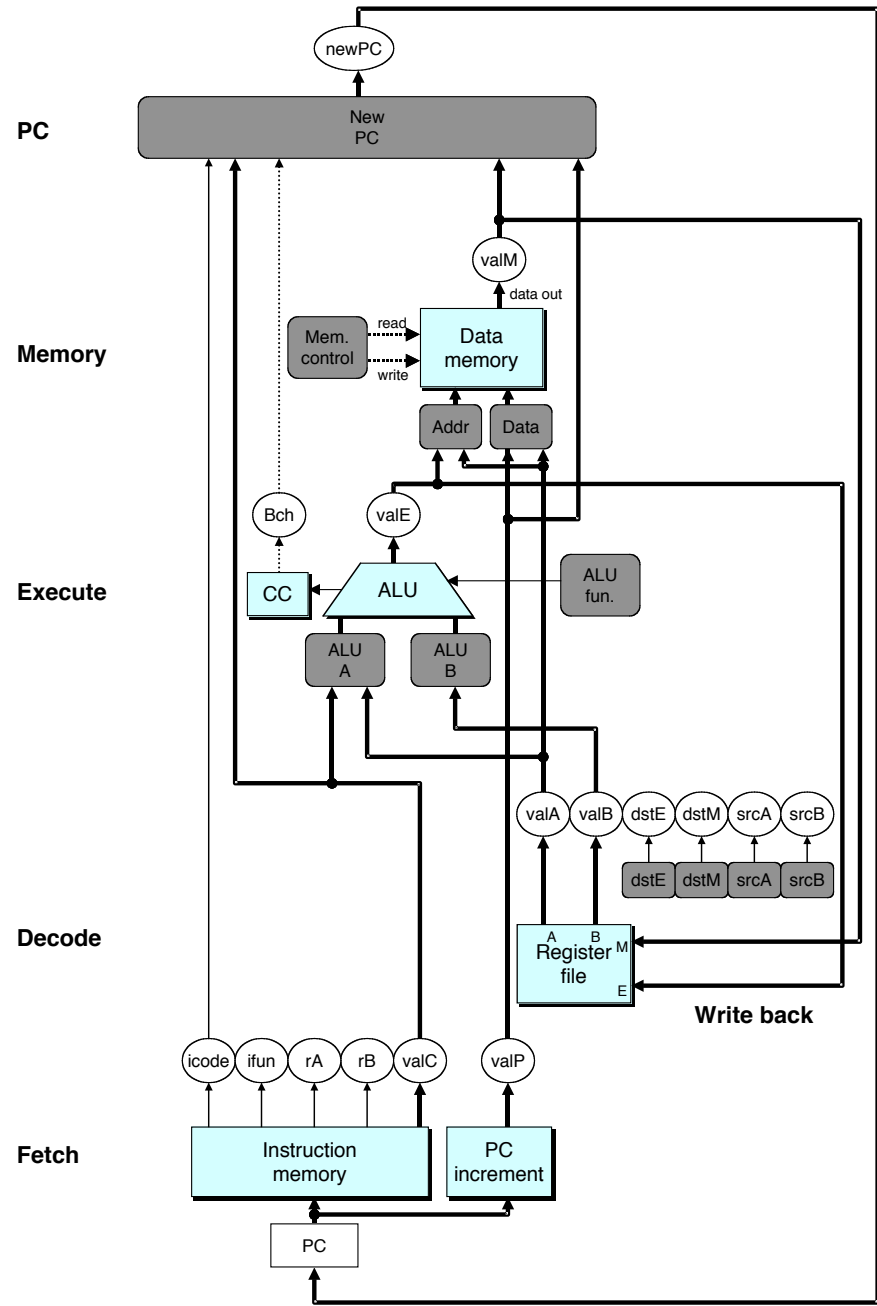 newPC
PC
New
PC
valM
data out
Memory
Mem.
control
read
write
Data
memory
Addr
Data
Bch
valE
Execute
CC
ALU
ALU
fun.
ALU
A
ALU
B
valA
valB
dstE
dstM
srcA
srcB
dstE
dstM
srcA
srcB
Decode
A
B
M
Register
file
E
Write back
icode
ifun
rA
rB
valC
valP
Fetch
Instruction
memory
PC
increment
PC